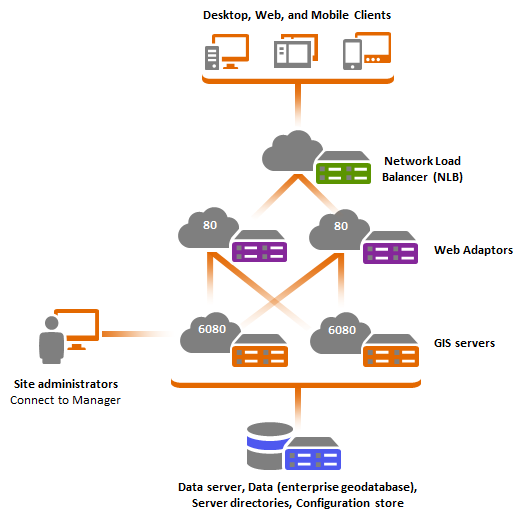 Desktop, Web, and Mobile Clients
Network Load
Balancer (NLB)
80
80
Web Adaptors
6080
6080
GIS servers
Site administrators
Connect to Manager
Data server, Data (enterprise geodatabase),
Server directories, Configuration store